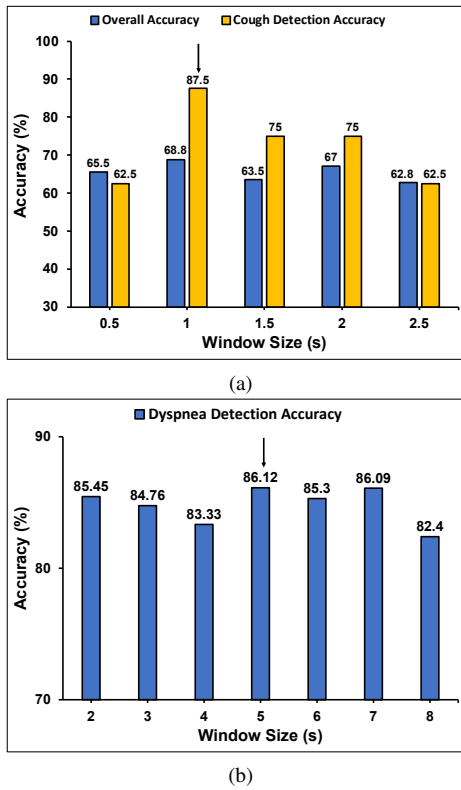 Overall Accuracy Cough Detection Accuracy
100
90
80
70
60
50
40
30
Accuracy (%)
65.5 62.5 68.8 87.5 63.5 75 67 75 62.8 62.5
0.5 1 1.5 2 2.5
Window Size (s)
(a)
Dyspnea Detection Accuracy
90
80
70
Accuracy (%)
85.45 84.76 83.33 86.12 85.3 86.09 82.4
2 3 4 5 6 7 8
Window Size (s)
(b)